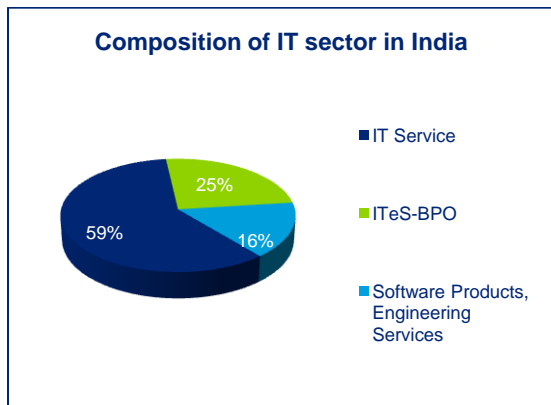 Composition of IT sector in India
IT Service
25%
ITeS-BPO
59%
16%
Software Products,
Engineering
Services